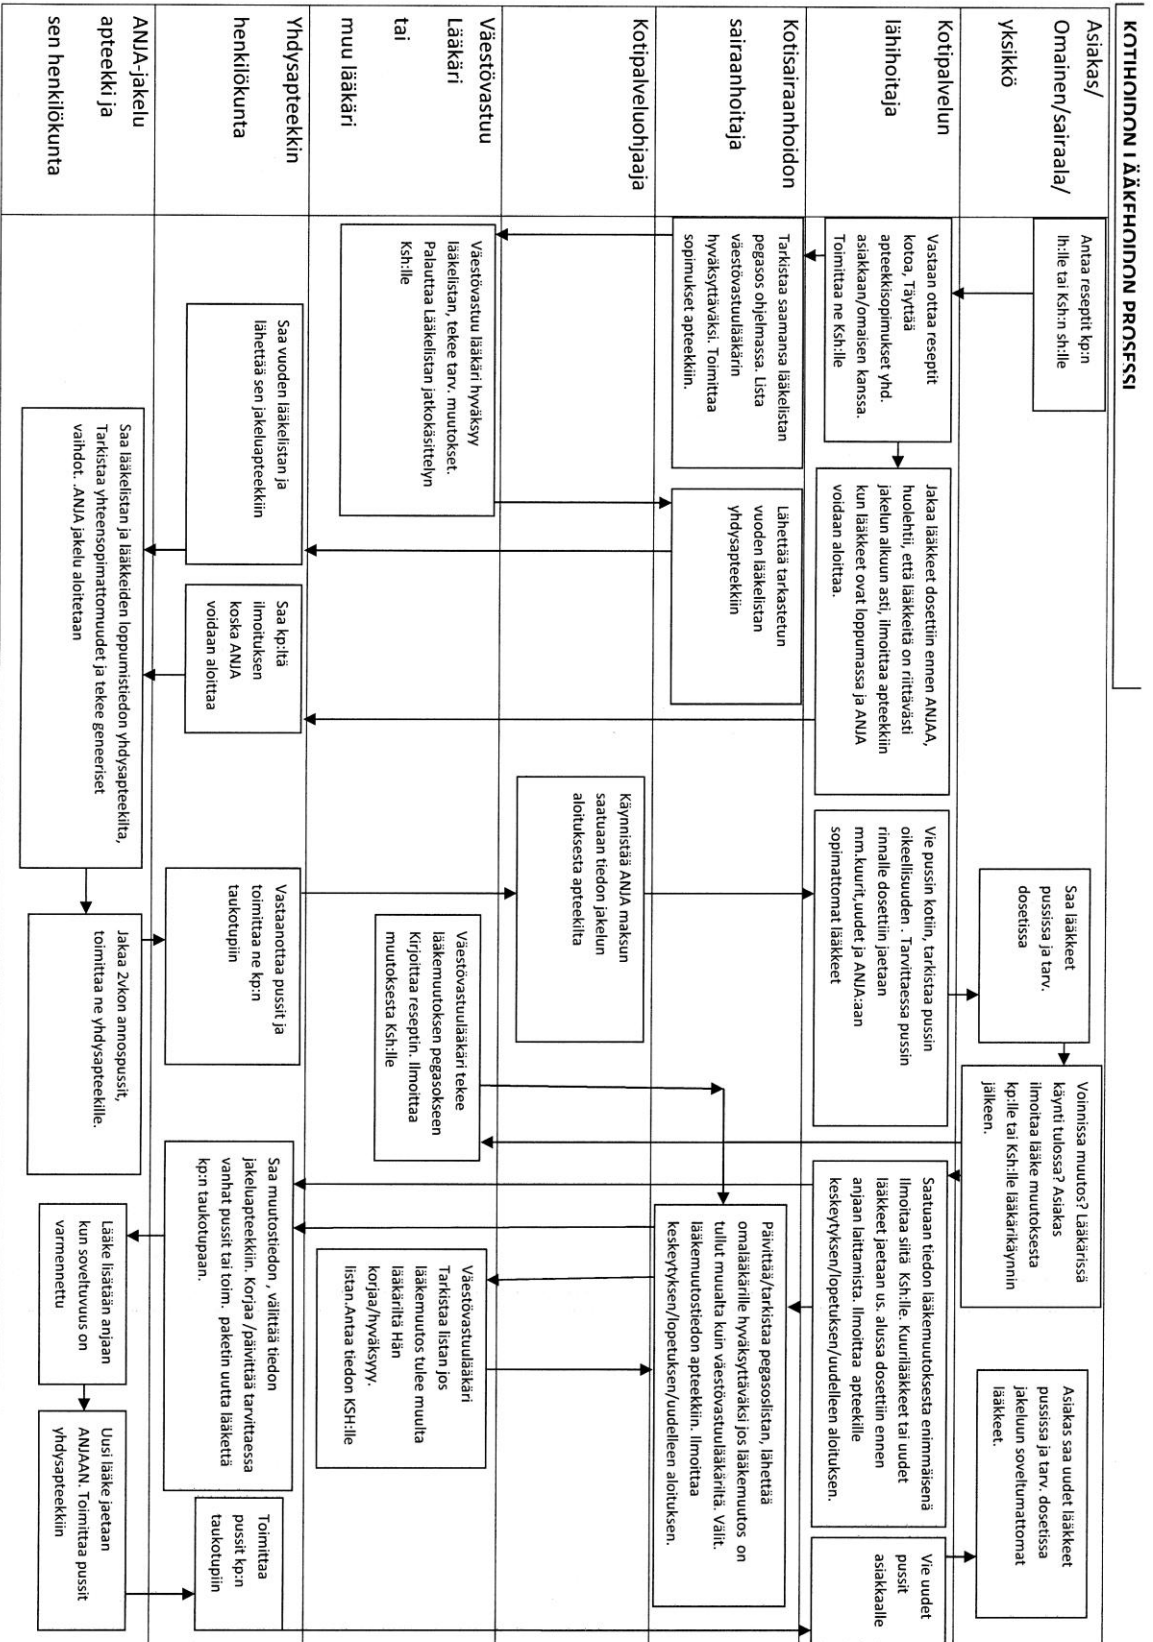 KOTIHOIDON LÄÄKEHOIDON PROSESSI
Asiakas/
Omainen/sairaala/
yksikkö
Antaa reseptit kp:n
lh:lle tai Ksh:n sh:lle
Saa lääkkeet
pussissa ja tarv.
dosetissa
Voinnissa muutos? Lääkärissä
käynti tulossa? Asiakas
ilmoitaa lääke muutoksesta
kp:lle tai Ksh:lle lääkärikäynnin
jälkeen.
Asiakas saa uudet lääkkeet
pussissa ja tarv. dosetissa
jakeluun soveltumattomat
lääkkeet.
Kotipalvelun
lähihoitaja
Vastaan ottaa reseptit
kotoa, Täyttää
apteekkisopimukset yhd.
asiakkaan/omaisen kanssa.
Toimittaa ne Ksh:lle
Jakaa lääkkeet dosettiin ennen ANJAA,
huolehtii, että lääkkeitä on riittävästi
jakelun alkuun asti, ilmoittaa apteekkiin
kun lääkkeet ovat loppumassa ja ANJA
voidaan aloittaa.
Vie pussin kotiin, tarkistaa pussin
oikeellisuuden . Tarvittaessa pussin
rinnalle dosettiin jaetaan
mm.kuurit,uudet ja ANJA:aan
sopimattomat lääkkeet
Saatuaan tiedon lääkemuutoksesta enimmäisenä
Ilmoitaa siitä Ksh:lle. Kuurilääkkeet tai uudet
lääkkeet jaetaan us. alussa dosettiin ennen
anjaan laittamista. Ilmoittaa apteekille
keskeytyksen/lopetuksen/uudelleen aloituksen.
Vie uudet
pussit
asiakkaalle
Kotisairaanhoidon
sairaanhoitaja
Tarkistaa saamansa lääkelistan
pegasos ohjelmassa. Lista
väestövastuulääkärin
hyväksyttäväksi. Toimittaa
sopimukset apteekkiin.
Lähettää tarkastetun
vuoden lääkelistan
yhdysapteekkiin
Päivittää/tarkistaa pegasoslistan, lähettää
omalääkärille hyväksyttäväksi jos lääkemuutos on
tullut muualta kuin väestövastuulääkäriltä. Välit.
lääkemuutostiedon apteekkiin. Ilmoittaa
keskeytyksen/lopetuksen/uudelleen aloituksen.
Kotipalveluohjaaja
Käynnistää ANJA maksun
saatuaan tiedon jakelun
aloituksesta apteekilta
Väestövastuu
Lääkäri
tai
muu lääkäri
Väestövastuu lääkäri hyväksyy
lääkelistan, tekee tarv. muutokset.
Palauttaa Lääkelistan jatkokäsittelyn
Ksh:lle
Väestövastuulääkäri tekee
lääkemuutoksen pegasokseen
Kirjoittaa reseptin. Ilmoittaa
muutoksesta Ksh:lle
Väestövastuulääkäri
Tarkistaa listan jos
lääkemuutos tulee muulta
lääkäriltä Hän
korjaa/hyväksyy.
listan.Antaa tiedon KSH:lle
Yhdysapteekkin
henkilökunta
Saa vuoden lääkelistan ja
lähettää sen jakeluapteekkiin
Saa kp:ltä
ilmoituksen
koska ANJA
voidaan aloittaa
Vastaanottaa pussit ja
toimittaa ne kp:n
taukotupiin
Saa muutostiedon , välittää tiedon
jakeluapteekkiin. Korjaa /päivittää tarvittaessa
vanhat pussit tai toim. paketin uutta lääkettä
kp:n taukotupaan.
Toimittaa
pussit kp:n
taukotupiin
ANJA-jakelu
apteekki ja
sen henkilökunta
Saa lääkelistan ja lääkkeiden loppumistiedon yhdysapteekilta,
Tarkistaa yhteensopimattomuudet ja tekee geneeriset
vaihdot. .ANJA jakelu aloitetaan
Jakaa 2vkon annospussit,
toimittaa ne yhdysapteekille.
Lääke lisätään anjaan
kun soveltuvuus on
varmennettu
Uusi lääke jaetaan
ANJAAN. Toimittaa pussit
yhdysapteekkiin